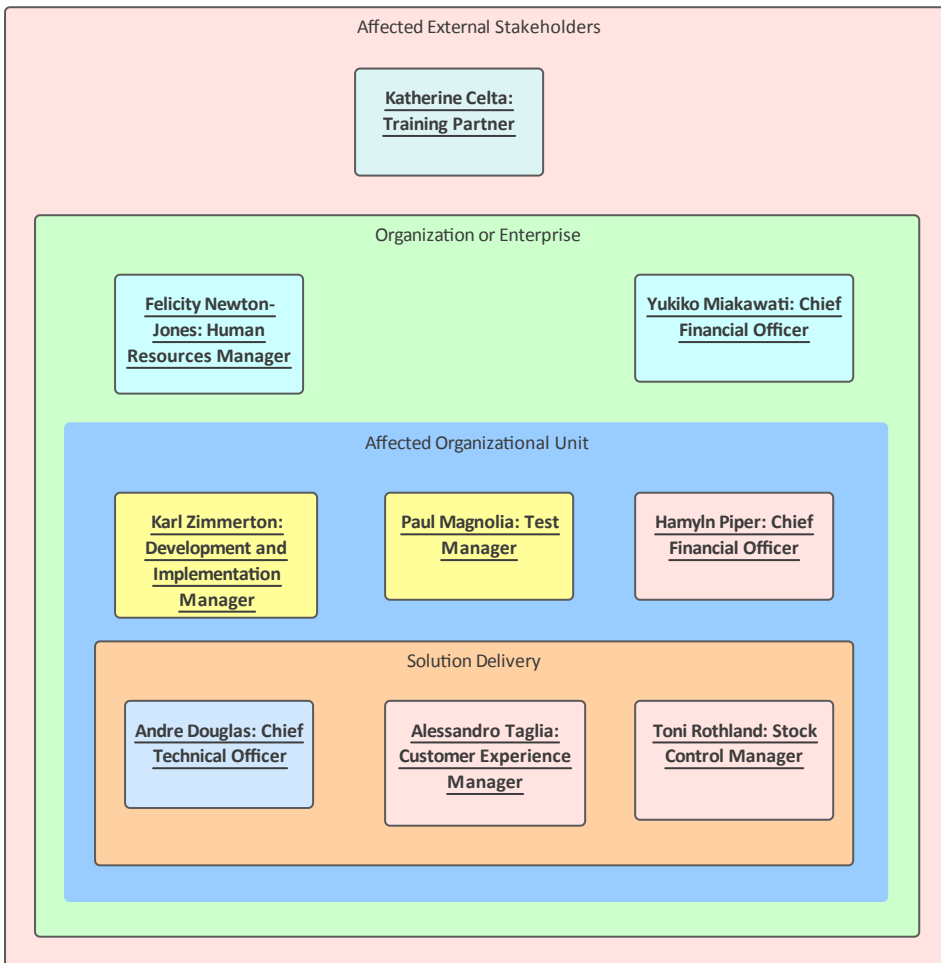 Affected External Stakeholders
Katherine Celta:
Training Partner
Organization or Enterprise
Felicity Newton-
Jones: Human
Resources Manager
Yukiko Miakawati: Chief
Financial Officer
Affected Organizational Unit
Karl Zimmerton:
Development and
Implementation
Manager
Paul Magnolia: Test
Manager
Hamyln Piper: Chief
Financial Officer
Solution Delivery
Andre Douglas: Chief
Technical Officer
Alessandro Taglia:
Customer Experience
Manager
Toni Rothland: Stock
Control Manager